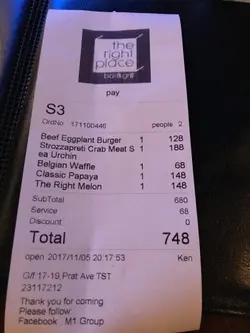 the
right
place
bar&grill
pay
S3
OrdNo 171100446 people 2
Beef Eggplant Burger 1 128
Strozzapreti Crab Meat S 1 188
ea Urchin
Belgian Waffle 1 68
Classic Papaya 1 148
The Right Melon 1 148
SubTotal 680
Service 68
Discount 0
Total 748
open 2017/11/05 20:17:53 Ken
G/f 17-19 Prat Ave TST
23117212
Thank you for coming
Please follow
Facebook M1 Group